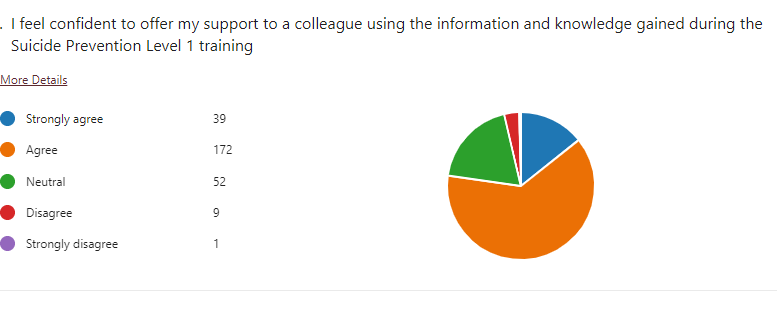 . I feel confident to offer my support to a colleague using the information and knowledge gained during the
Suicide Prevention Level 1 training
More Details
Strongly agree 39
Agree 172
Neutral 52
Disagree 9
Strongly disagree 1